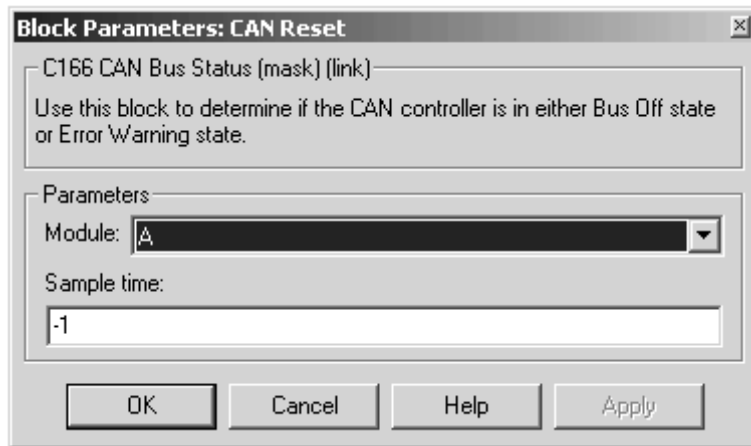 Block Parameters: CAN Reset
C166 CAN Bus Status (mask) (link)
Use this block to determine if the CAN controller is in either Bus Off state
or Error Warning state.
Parameters
Module: A
Sample time:
-1
OK Cancel Help Apply